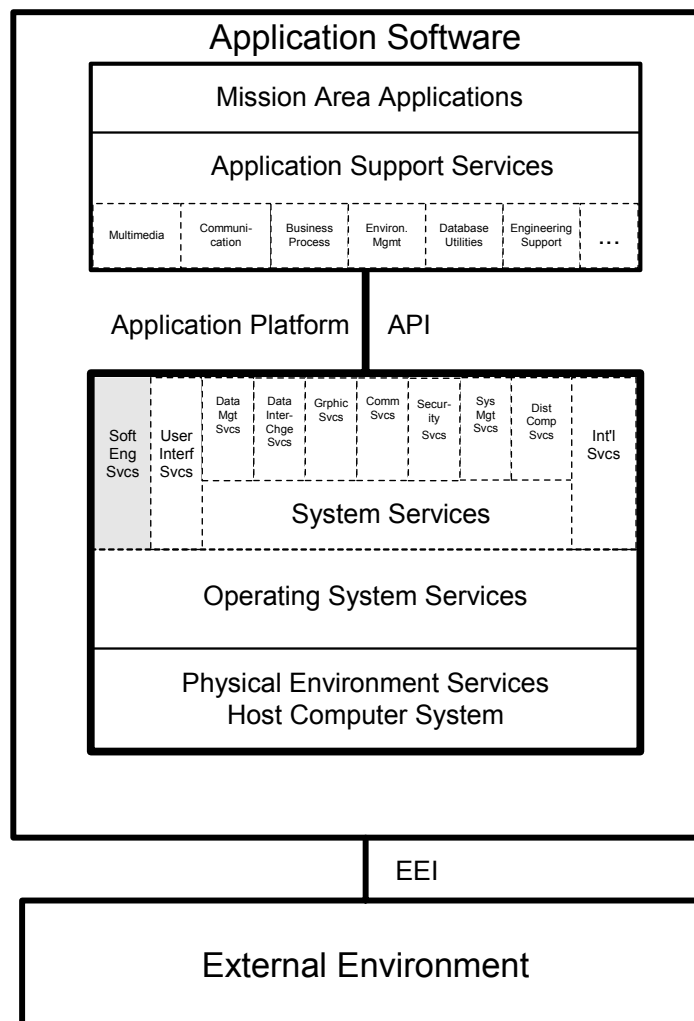 Application Software
Mission Area Applications
Application Support Services
Multimedia
Communi-
cation
Business
Process
Environ.
Mgmt
Database
Utilities
Engineering
Support
...
Application Platform
API
Soft
Eng
Svcs
User
Interf
Svcs
Data
Mgt
Svcs
Data
Inter-
Chge
Svcs
Grphic
Svcs
Comm
Svcs
Secur-
ity
Svcs
Sys
Mgt
Svcs
Dist
Comp
Svcs
Int'l
Svcs
System Services
Operating System Services
Physical Environment Services
Host Computer System
EEI
External Environment